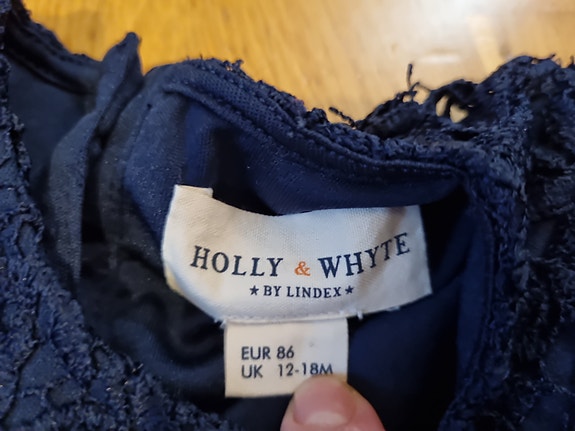 HOLLY & WHYTE
★ BY LINDEX ★
EUR 86
UK 12-18M